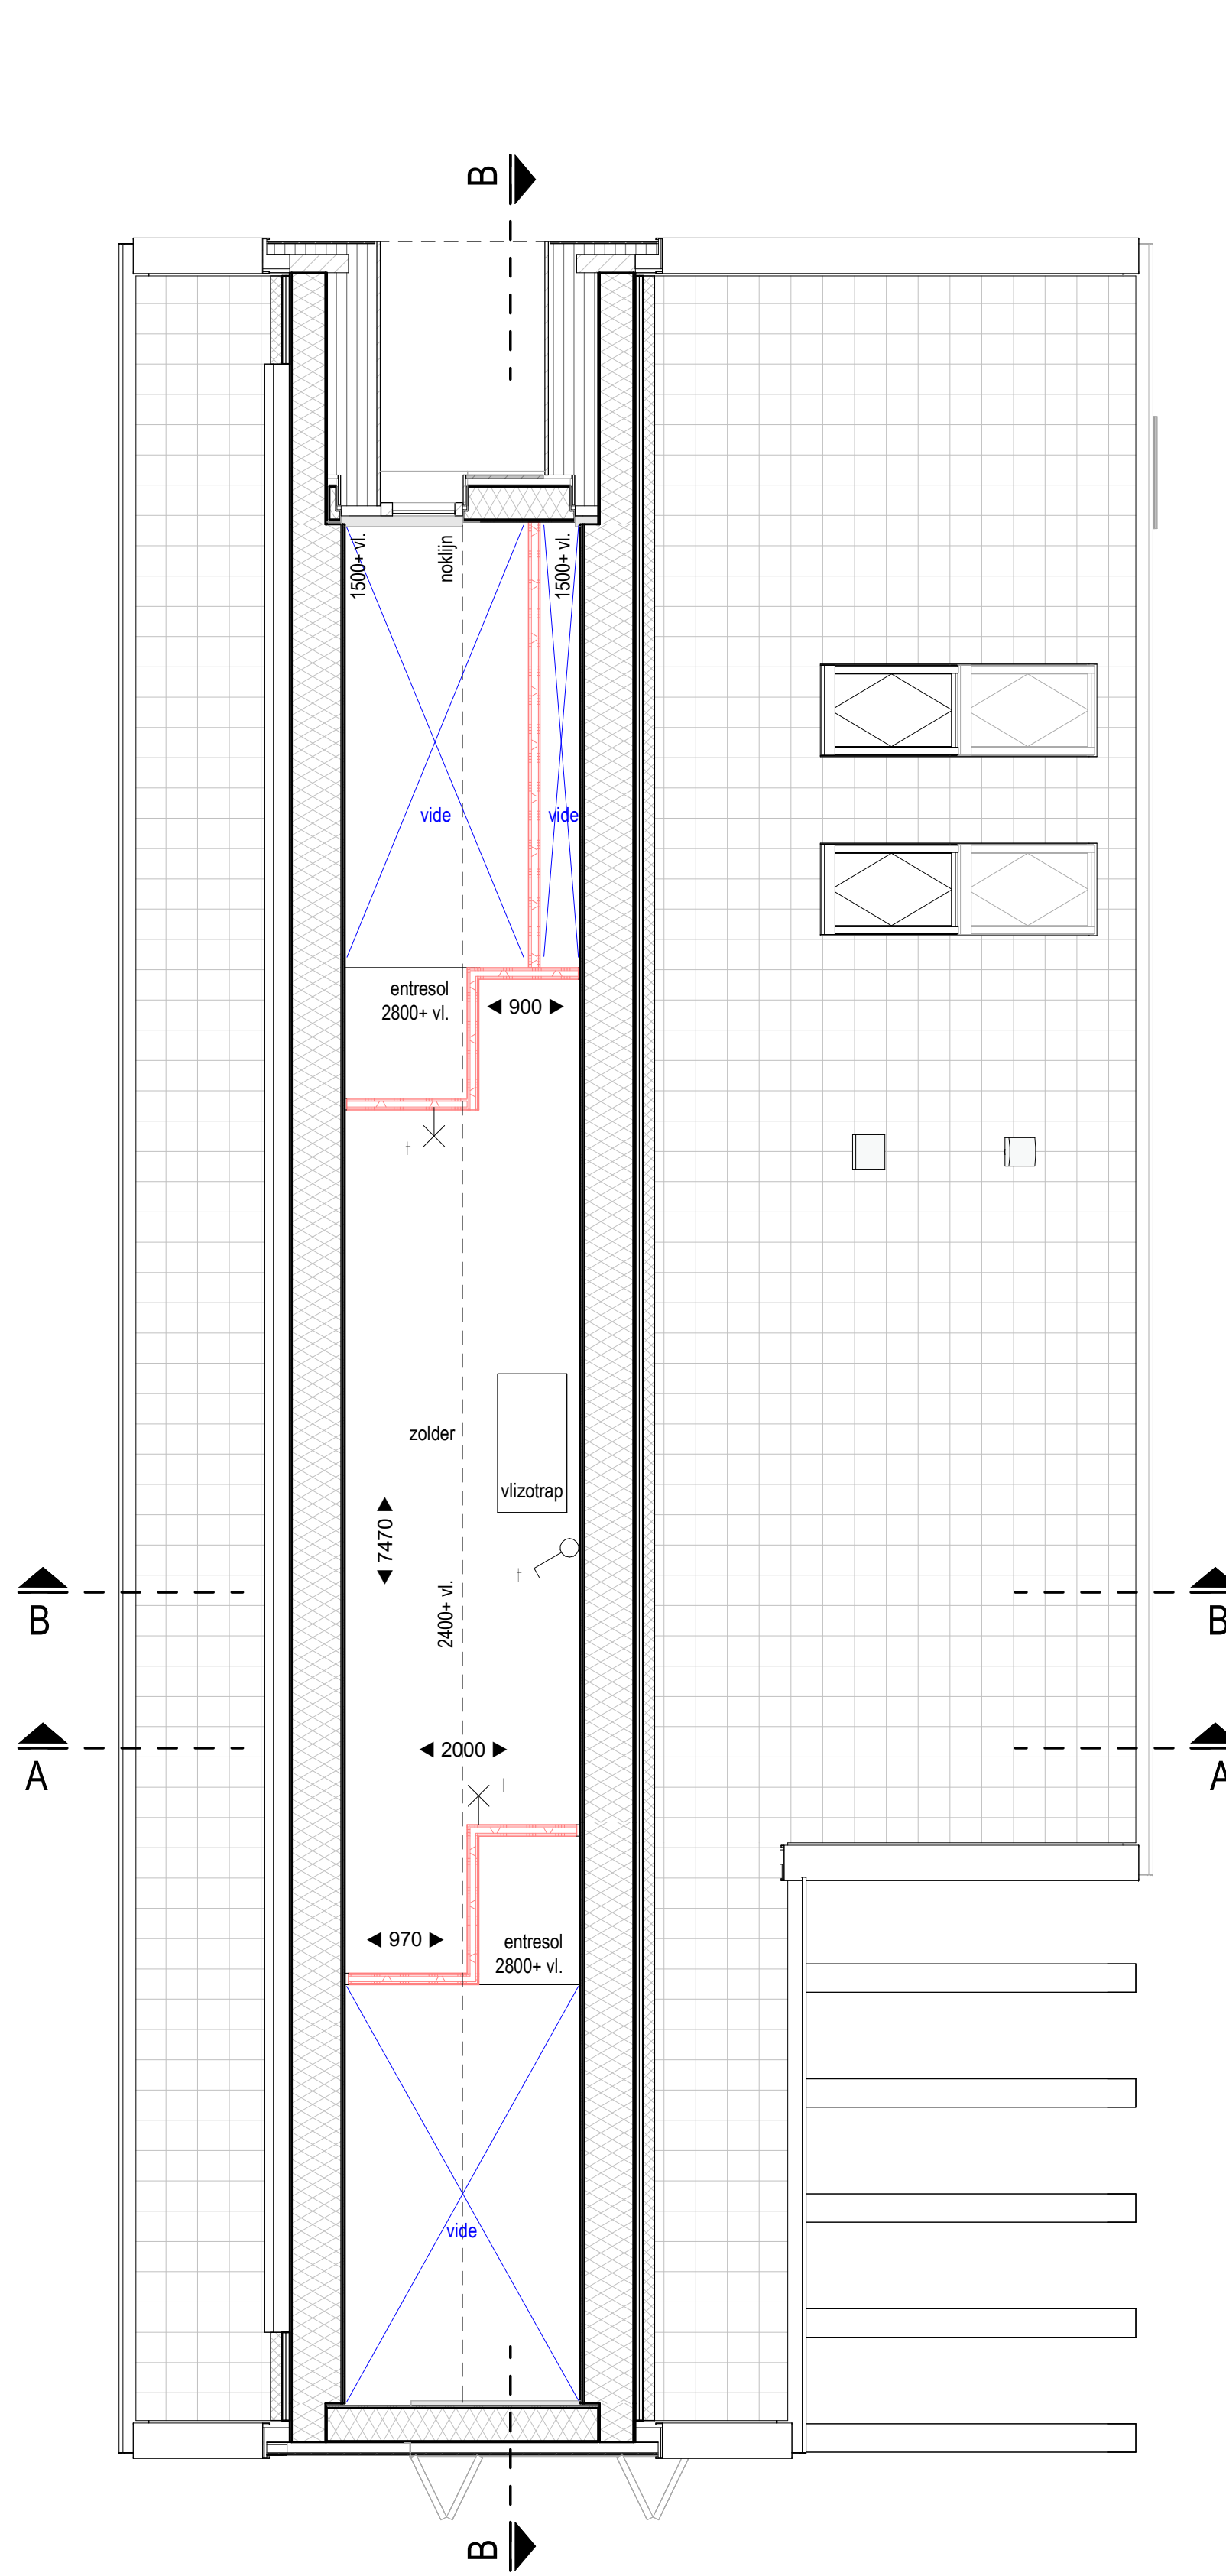 B
1500+ vl.
noklijn
1500+ vl.
vide
vide
entresol
2800+ vl.
900
zolder
vlizotrap
7470
2400+ vl.
B
B
A
A
2000
970
entresol
2800+ vl.
vide
B